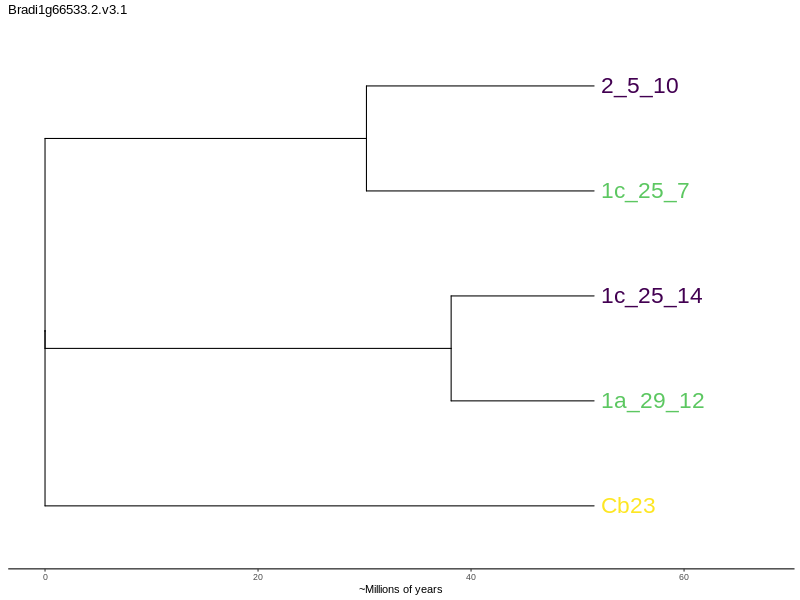 Bradi1g66533.2.v3.1
2_5_10
1c_25_7
1c_25_14
1a_29_12
Cb23
0 20 40 60
~Millions of years